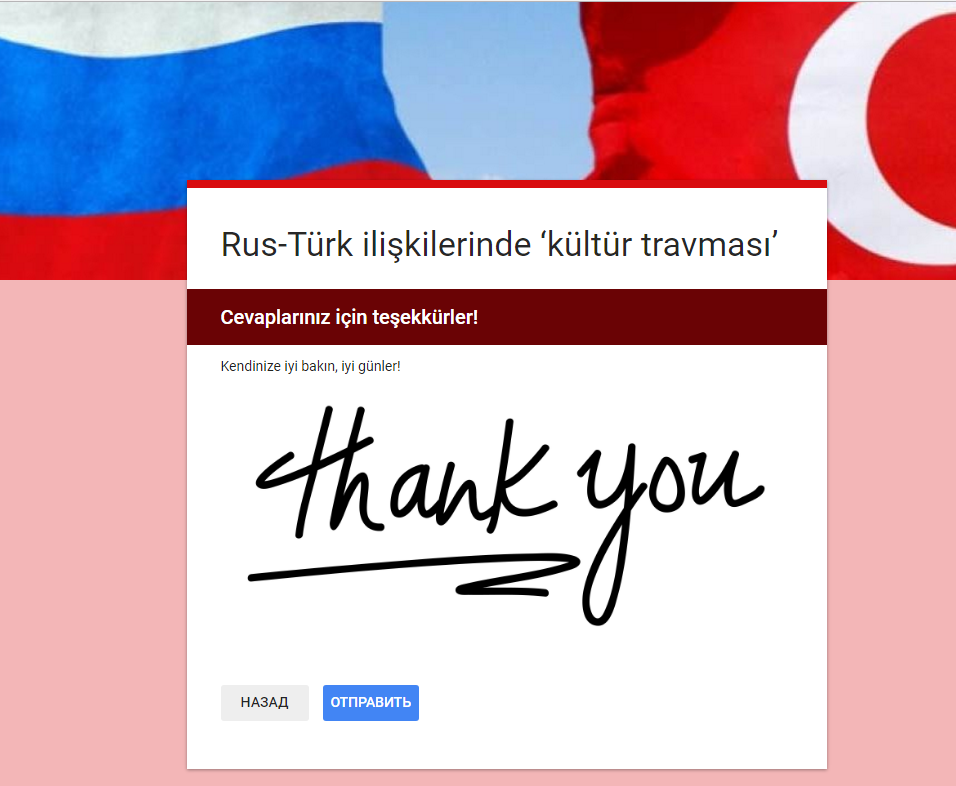 Rus-Türk ilişkilerinde ‘kültür travması’
Cevaplarınız için teşekkürler!
Kendinize iyi bakın, iyi günler!
thank you
НАЗАД ОТПРАВИТЬ